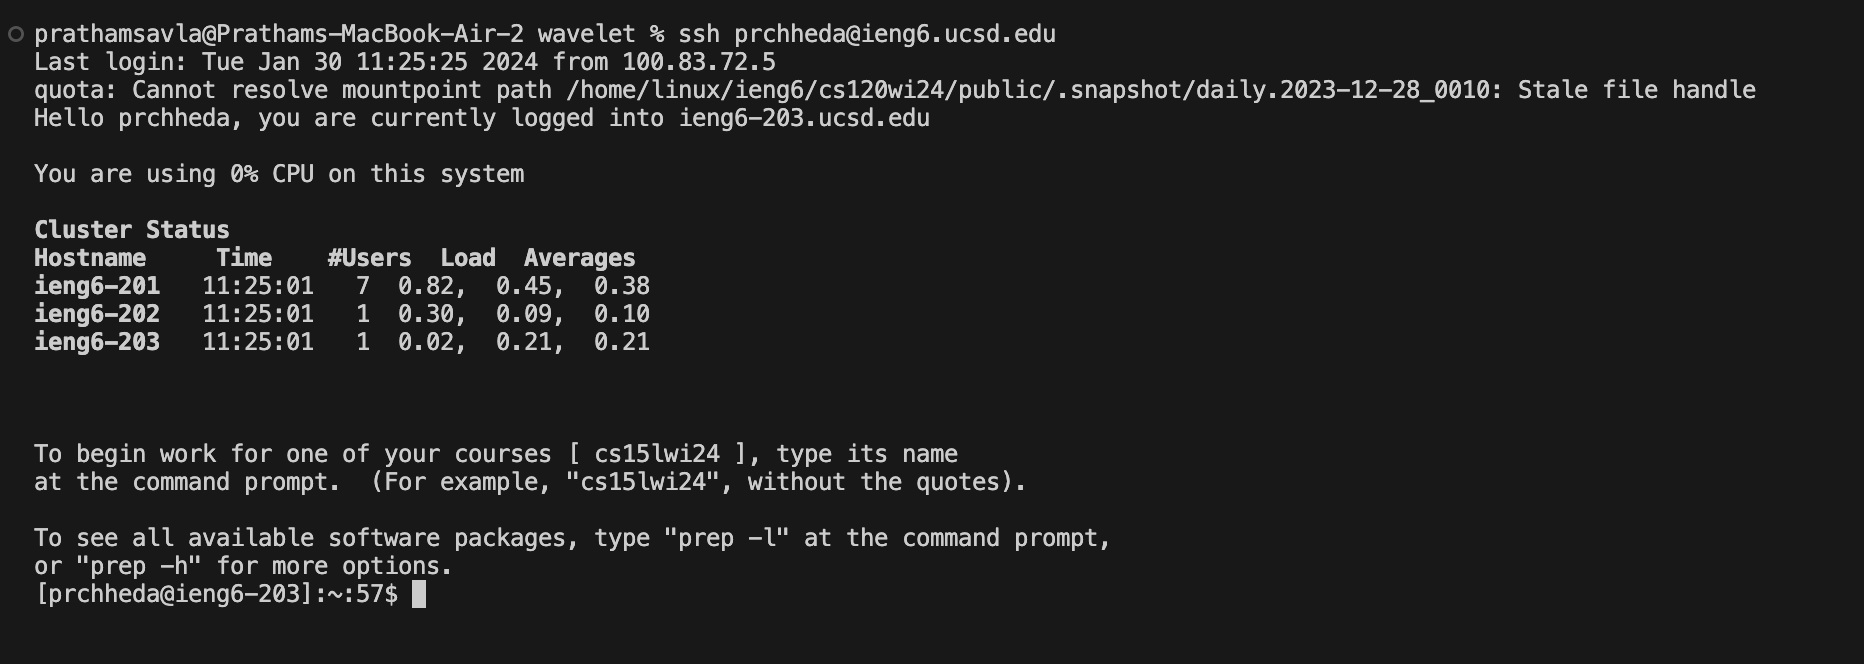 prathamsavla@Prathams-MacBook-Air-2 wavelet % ssh prchheda@ieng6.ucsd.edu
Last login: Tue Jan 30 11:25:25 2024 from 100.83.72.5
quota: Cannot resolve mountpoint path /home/linux/ieng6/cs120wi24/public/.snapshot/daily.2023-12-28_0010: Stale file handle
Hello prchheda, you are currently logged into ieng6-203.ucsd.edu
You are using 0% CPU on this system
Cluster Status
Hostname     Time    #Users  Load  Averages
ieng6-201   11:25:01   7  0.82,  0.45,  0.38
ieng6-202   11:25:01   1  0.30,  0.09,  0.10
ieng6-203   11:25:01   1  0.02,  0.21,  0.21
To begin work for one of your courses [ cs15lwi24 ], type its name
at the command prompt.  (For example, "cs15lwi24", without the quotes).
To see all available software packages, type "prep -l" at the command prompt,
or "prep -h" for more options.
[prchheda@ieng6-203]:~:57$